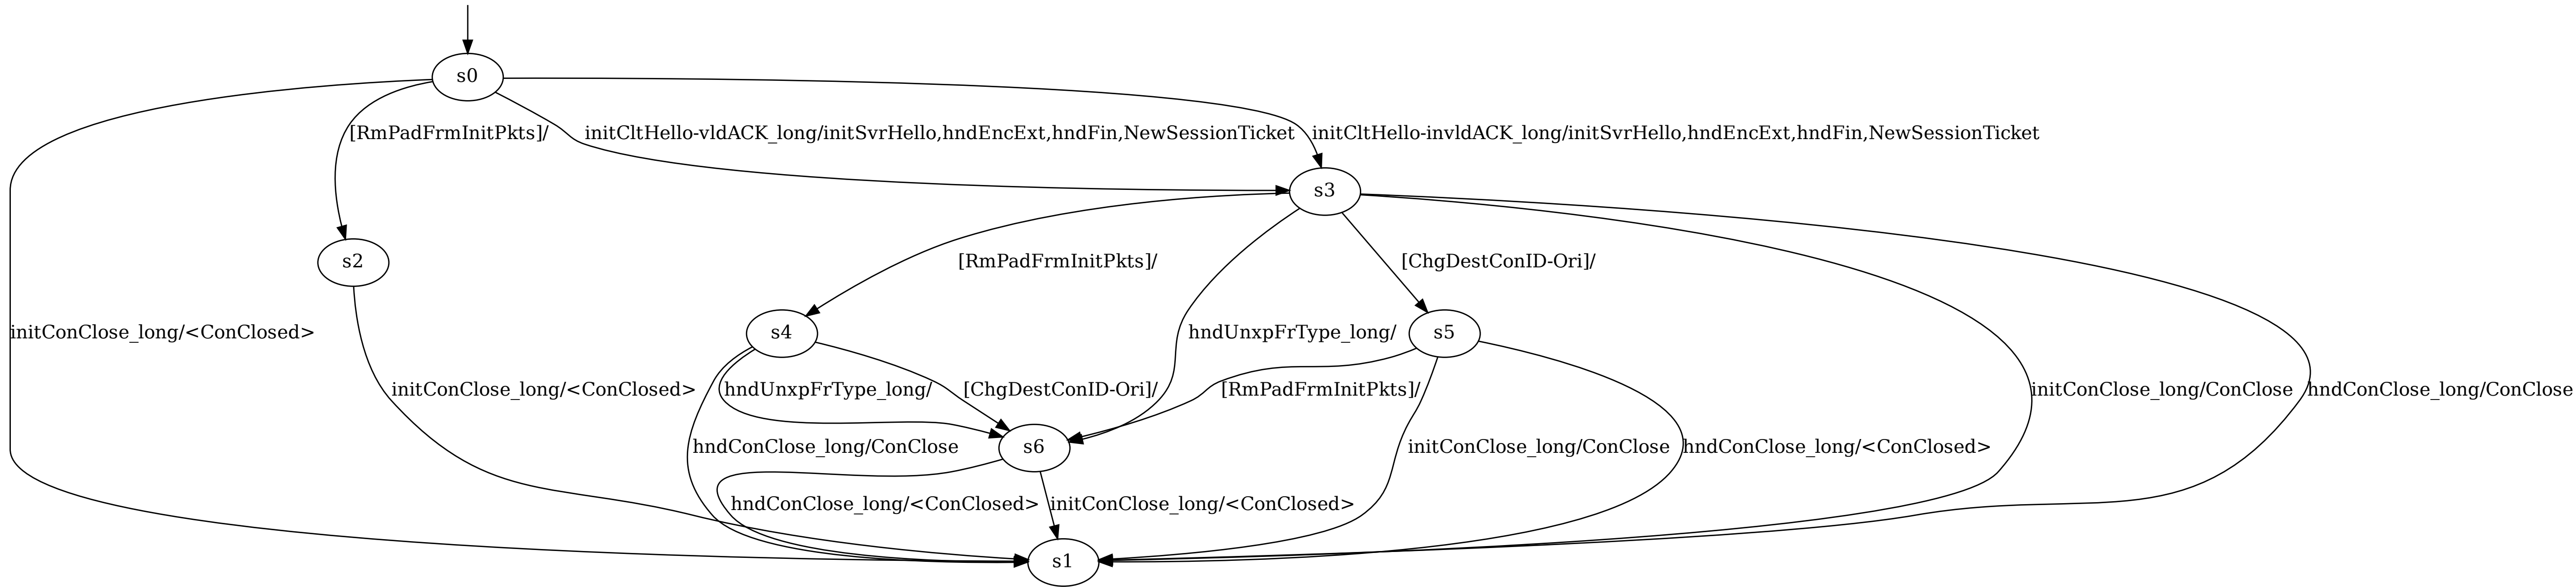 s0
[RmPadFrmInitPkts]/
initCltHello-vldACK_long/initSvrHello,hndEncExt,hndFin,NewSessionTicket
initCltHello-invldACK_long/initSvrHello,hndEncExt,hndFin,NewSessionTicket
s3
s2
[RmPadFrmInitPkts]/
[ChgDestConID-Ori]/
initConClose_long/<ConClosed>
s4
hndUnxpFrType_long/
s5
initConClose_long/<ConClosed>
hndUnxpFrType_long/
[ChgDestConID-Ori]/
[RmPadFrmInitPkts]/
initConClose_long/ConClose
hndConClose_long/ConClose
hndConClose_long/ConClose
s6
initConClose_long/ConClose
hndConClose_long/<ConClosed>
hndConClose_long/<ConClosed>
initConClose_long/<ConClosed>
s1